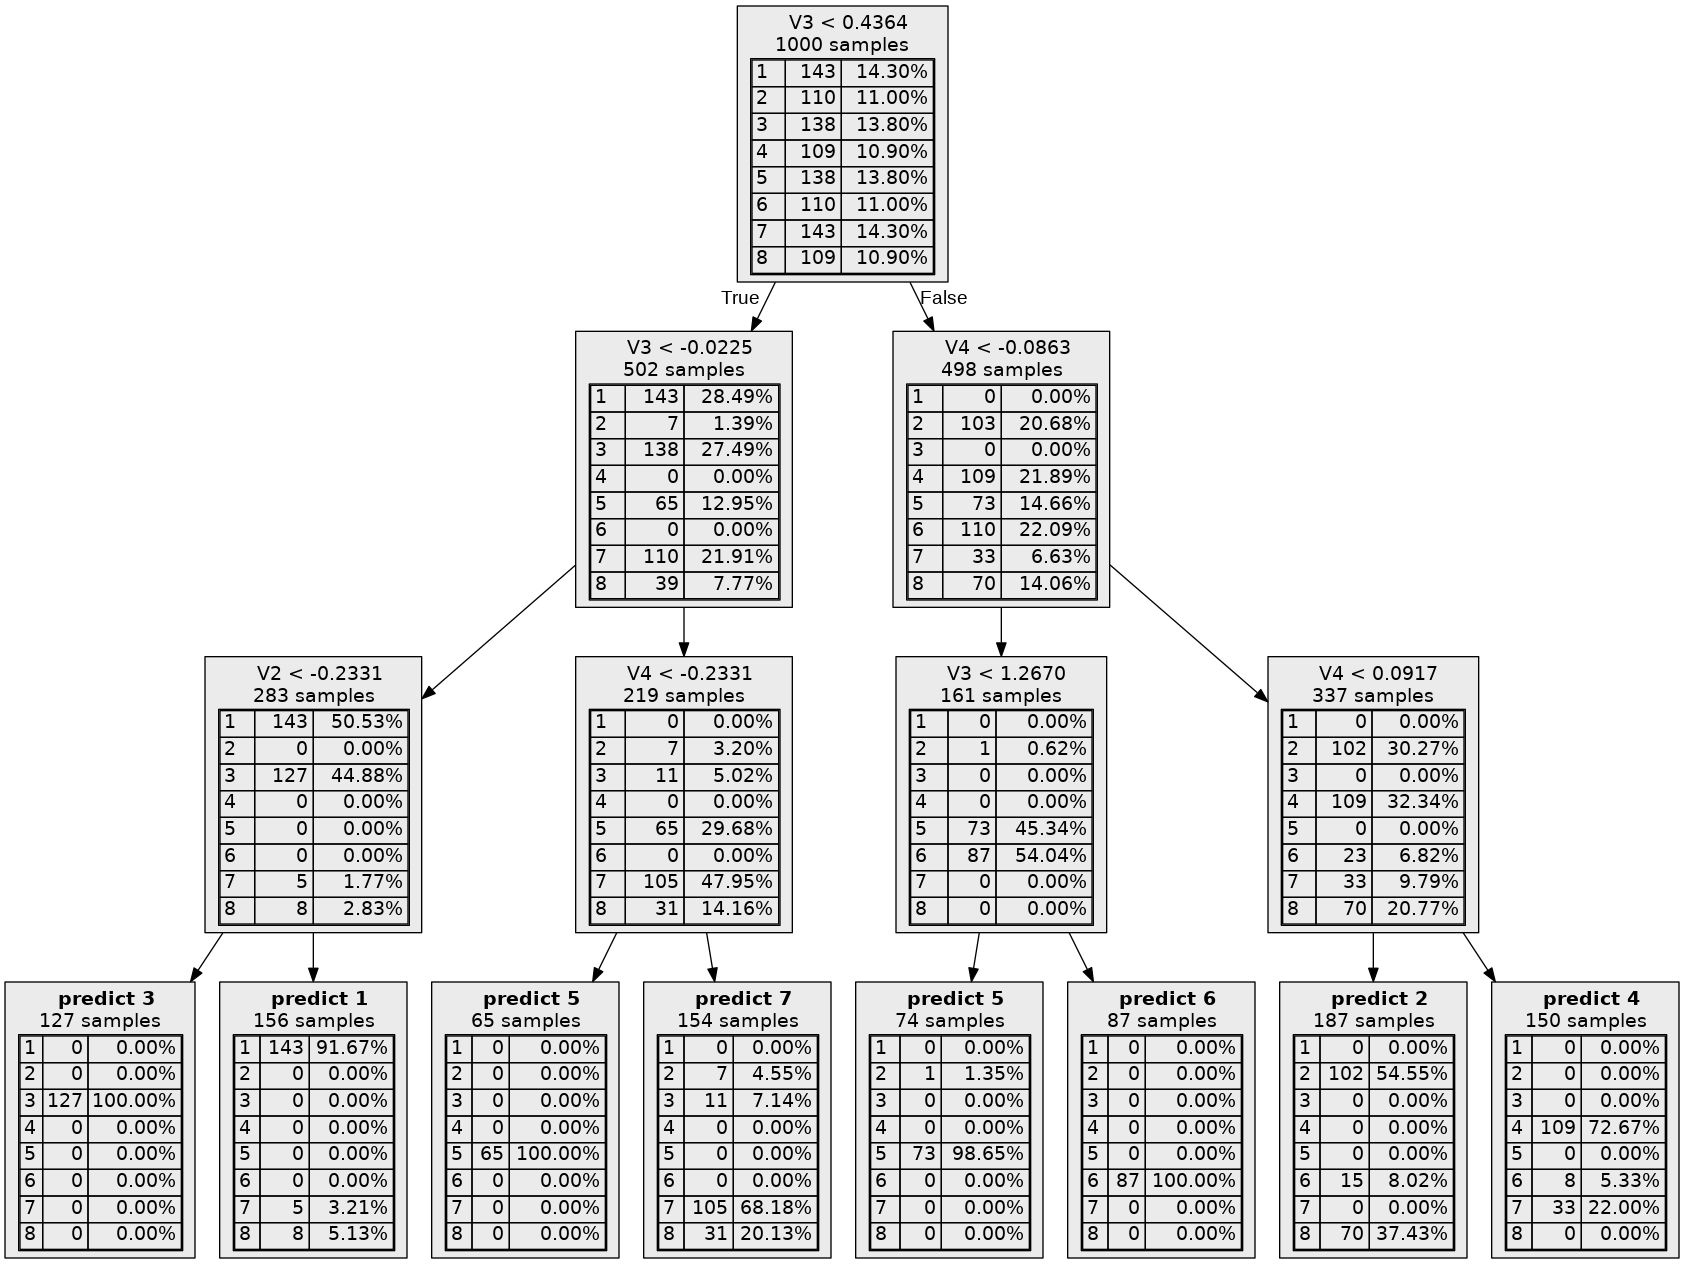 V3 < 0.4364
1000 samples
1 143 14.30%
2 110 11.00%
3 138 13.80%
4 109 10.90%
5 138 13.80%
6 110 11.00%
7 143 14.30%
8 109 10.90%
True
False
V3 < -0.0225
502 samples
1 143 28.49%
2 7 1.39%
3 138 27.49%
4 0 0.00%
5 65 12.95%
6 0 0.00%
7 110 21.91%
8 39 7.77%
V4 < -0.0863
498 samples
1 0 0.00%
2 103 20.68%
3 0 0.00%
4 109 21.89%
5 73 14.66%
6 110 22.09%
7 33 6.63%
8 70 14.06%
V2 < -0.2331
283 samples
1 143 50.53%
2 0 0.00%
3 127 44.88%
4 0 0.00%
5 0 0.00%
6 0 0.00%
7 5 1.77%
8 8 2.83%
V4 < -0.2331
219 samples
1 0 0.00%
2 7 3.20%
3 11 5.02%
4 0 0.00%
5 65 29.68%
6 0 0.00%
7 105 47.95%
8 31 14.16%
V3 < 1.2670
161 samples
1 0 0.00%
2 1 0.62%
3 0 0.00%
4 0 0.00%
5 73 45.34%
6 87 54.04%
7 0 0.00%
8 0 0.00%
V4 < 0.0917
337 samples
1 0 0.00%
2 102 30.27%
3 0 0.00%
4 109 32.34%
5 0 0.00%
6 23 6.82%
7 33 9.79%
8 70 20.77%
predict 3
127 samples
1 0 0.00%
2 0 0.00%
3 127 100.00%
4 0 0.00%
5 0 0.00%
6 0 0.00%
7 0 0.00%
8 0 0.00%
predict 1
156 samples
1 143 91.67%
2 0 0.00%
3 0 0.00%
4 0 0.00%
5 0 0.00%
6 0 0.00%
7 5 3.21%
8 8 5.13%
predict 5
65 samples
1 0 0.00%
2 0 0.00%
3 0 0.00%
4 0 0.00%
5 65 100.00%
6 0 0.00%
7 0 0.00%
8 0 0.00%
predict 7
154 samples
1 0 0.00%
2 7 4.55%
3 11 7.14%
4 0 0.00%
5 0 0.00%
6 0 0.00%
7 105 68.18%
8 31 20.13%
predict 5
74 samples
1 0 0.00%
2 1 1.35%
3 0 0.00%
4 0 0.00%
5 73 98.65%
6 0 0.00%
7 0 0.00%
8 0 0.00%
predict 6
87 samples
1 0 0.00%
2 0 0.00%
3 0 0.00%
4 0 0.00%
5 0 0.00%
6 87 100.00%
7 0 0.00%
8 0 0.00%
predict 2
187 samples
1 0 0.00%
2 102 54.55%
3 0 0.00%
4 0 0.00%
5 0 0.00%
6 15 8.02%
7 0 0.00%
8 70 37.43%
predict 4
150 samples
1 0 0.00%
2 0 0.00%
3 0 0.00%
4 109 72.67%
5 0 0.00%
6 8 5.33%
7 33 22.00%
8 0 0.00%